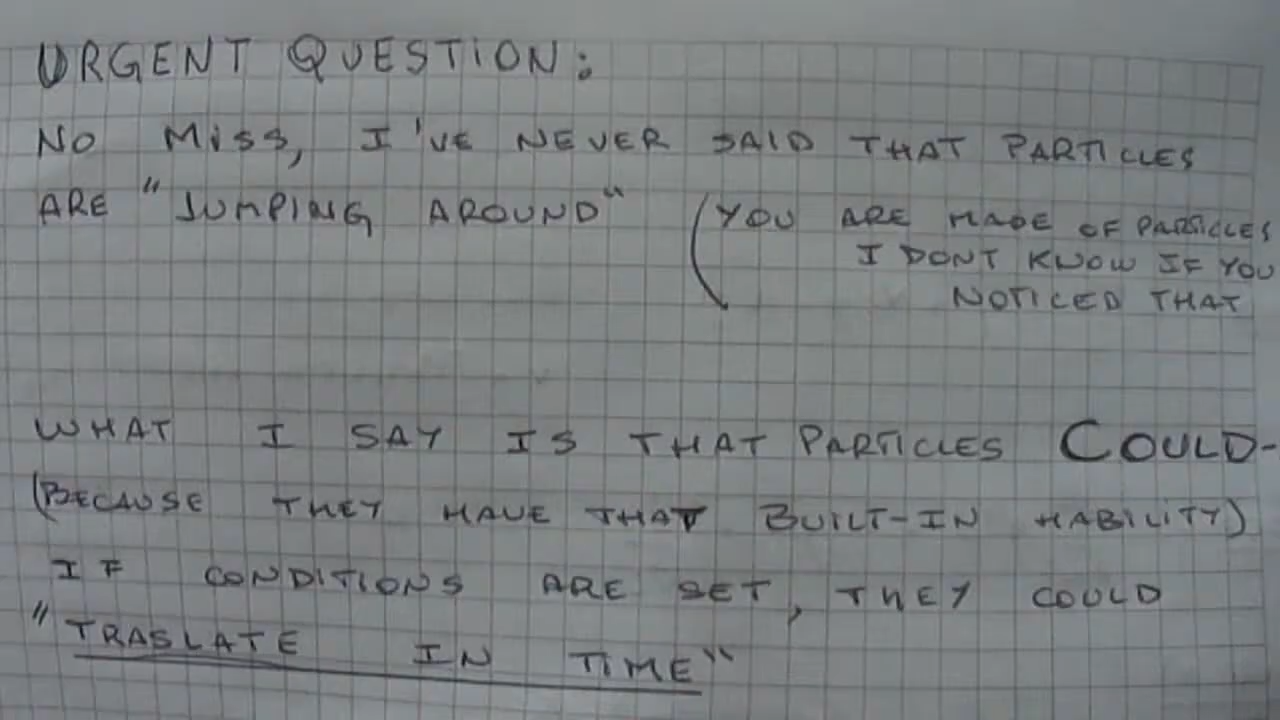 URGENT QUESTION:
NO MISS, I'VE NEVER SAID THAT PARTICLES
ARE "JUMPING AROUND" (YOU ARE MADE OF PARTICLES
I DONT KNOW IF YOU
NOTICED THAT
WHAT I SAY IS THAT PARTICLES COULD-
(BECAUSE THEY HAVE THAT BUILT-IN HABILITY)
IF CONDITIONS ARE SET, THEY COULD
"TRASLATE IN TIME"